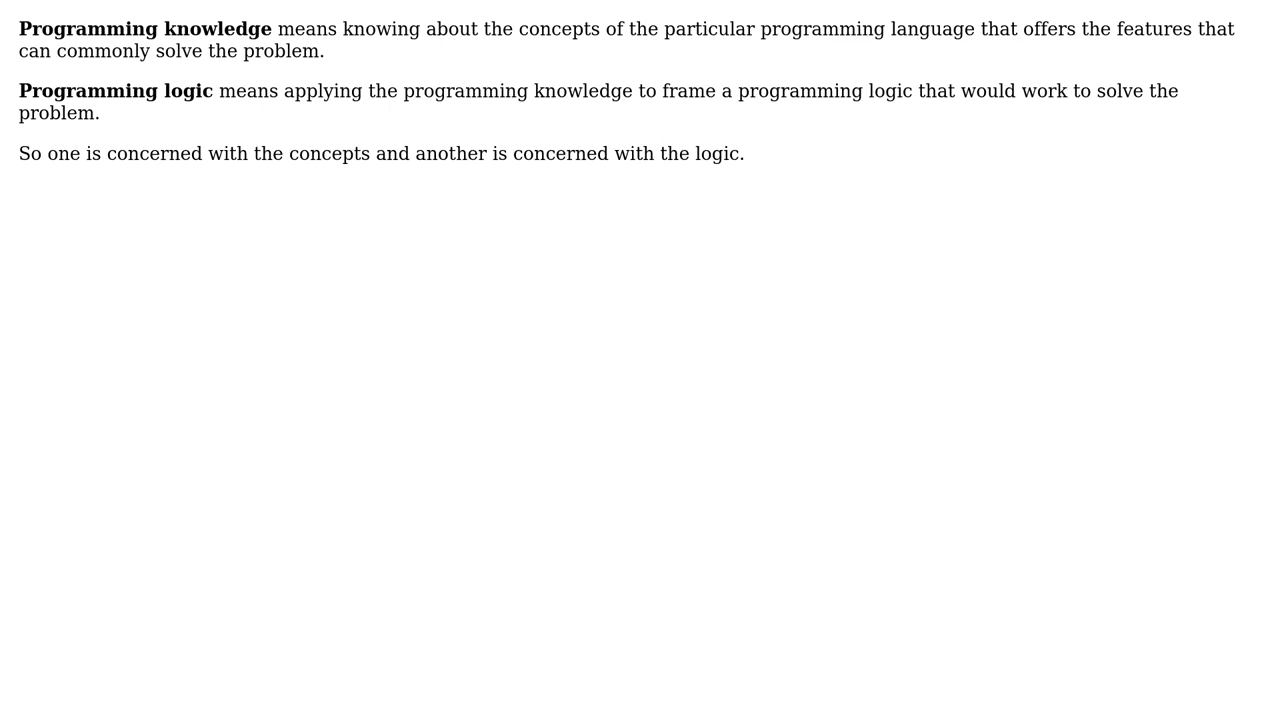 Programming knowledge means knowing about the concepts of the particular programming language that offers the features that
can commonly solve the problem.
Programming logic means applying the programming knowledge to frame a programming logic that would work to solve the
problem.
So one is concerned with the concepts and another is concerned with the logic.